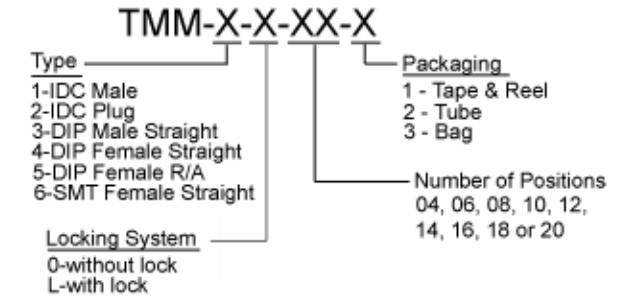 TMM-X-X-XX-X
Type
1-IDC Male
2-IDC Plug
3-DIP Male Straight
4-DIP Female Straight
5-DIP Female R/A
6-SMT Female Straight
Locking System
0-without lock
L-with lock
Packaging
1 - Tape & Reel
2 - Tube
3 - Bag
Number of Positions
04, 06, 08, 10, 12,
14, 16, 18 or 20